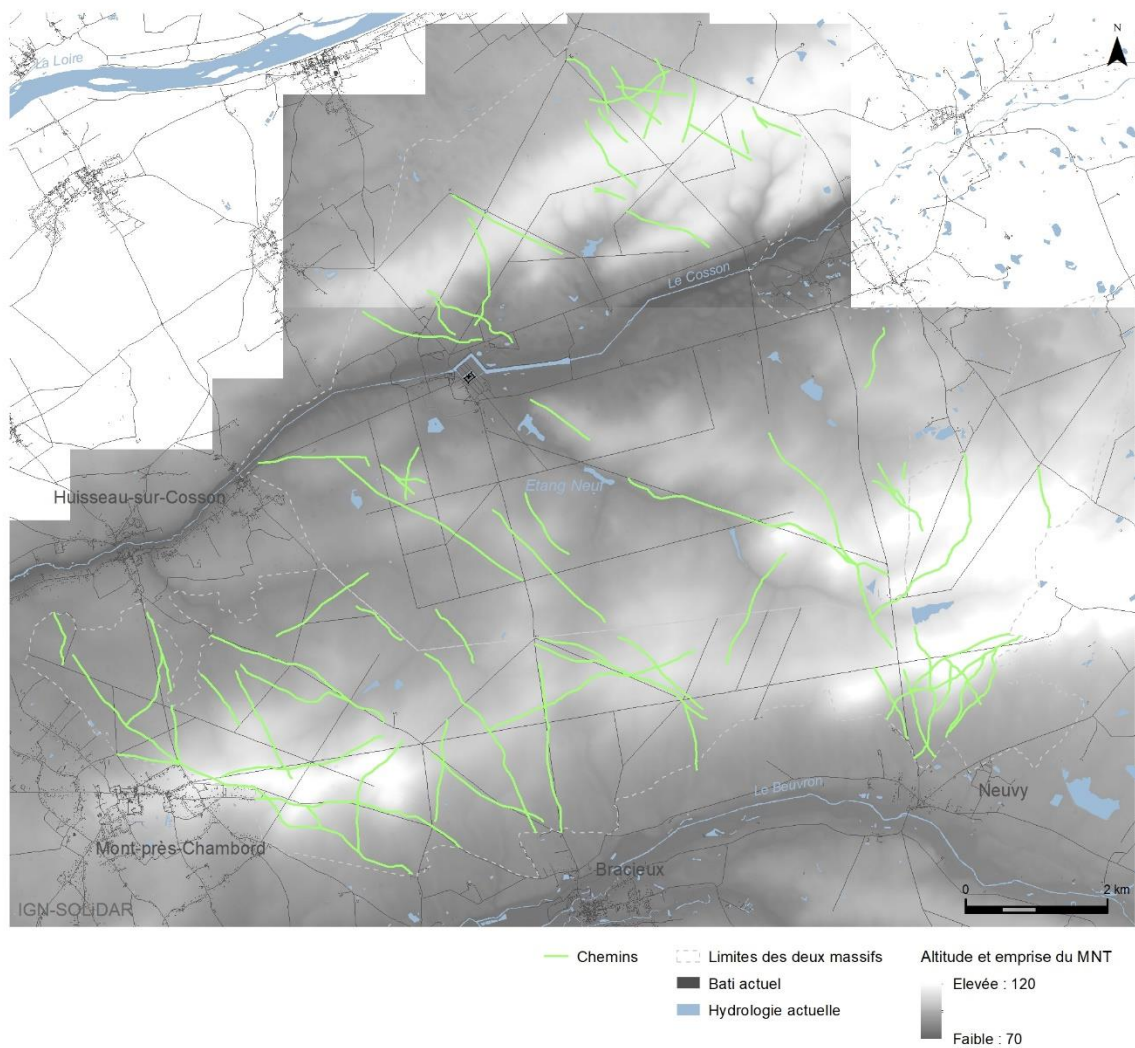 La Loire
N
Le Cosson
Huisseau-sur-Cosson
Etang Neuf
Le Beuvron
Neuvy
Mont-près-Chambord
Bracieux
IGN-SOLiDAR
0 2 km
Chemins
Limites des deux massifs
Bati actuel
Hydrologie actuelle
Altitude et emprise du MNT
Elevée : 120
Faible : 70